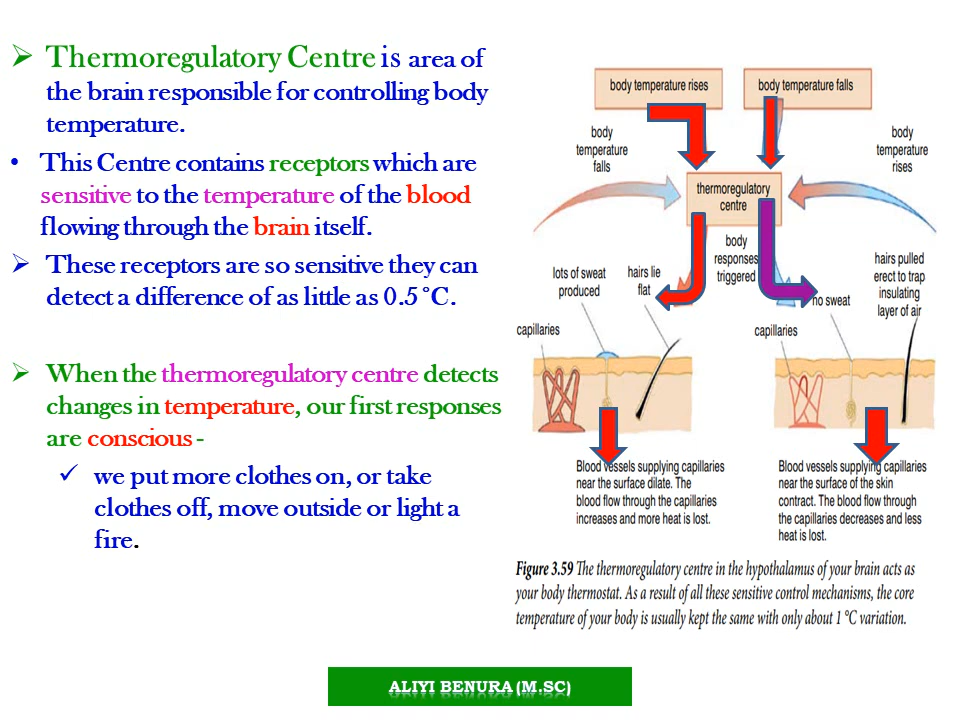 Thermoregulatory Centre is area of
the brain responsible for controlling body
temperature.
This Centre contains receptors which are
sensitive to the temperature of the blood
flowing through the brain itself.
These receptors are so sensitive they can
detect a difference of as little as 0.5°C.
When the thermoregulatory centre detects
changes in temperature, our first responses
are conscious -
we put more clothes on, or take
clothes off, move outside or light a
fire.
body temperature rises
body temperature falls
body
temperature
falls
body
temperature
rises
thermoregulatory
centre
body
responses
triggered
lots of sweat
produced
hairs lie
flat
no sweat
hairs pulled
erect to trap
insulating
layer of air
capillaries
capillaries
Blood vessels supplying capillaries
near the surface dilate. The
blood flow through the capillaries
increases and more heat is lost.
Blood vessels supplying capillaries
near the surface of the skin
contract. The blood flow through
the capillaries decreases and less
heat is lost.
Figure 3.59 The thermoregulatory centre in the hypothalamus of your brain acts as
your body thermostat. As a result of all these sensitive control mechanisms, the core
temperature of your body is usually kept the same with only about 1 °C variation.
ALIYI BENURA (M.SC)